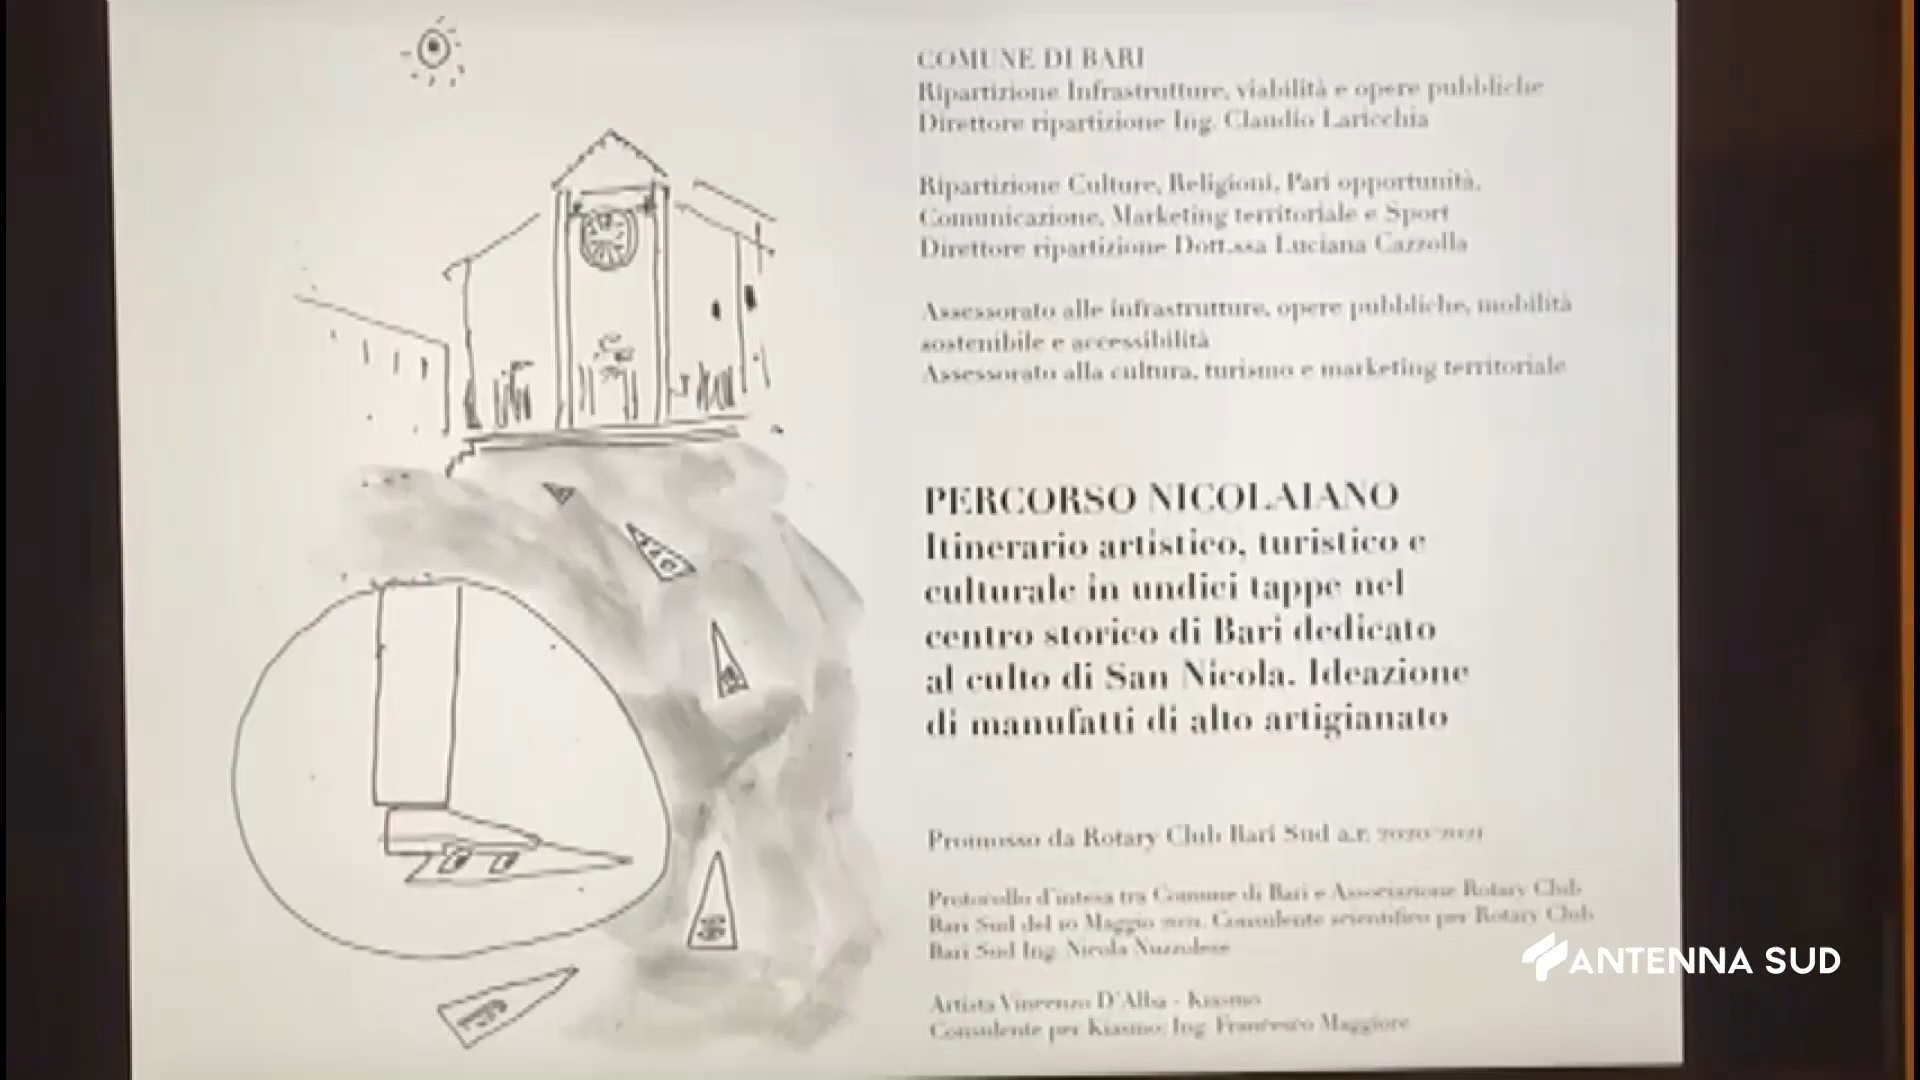 COMUNE DI BARI
Ripartizione Infrastrutture, viabilità e opere pubbliche
Direttore ripartizione Ing. Claudio Laricchia
Ripartizione Culture, Religioni, Pari opportunità,
Comunicazione, Marketing territoriale e Sport
Direttore ripartizione Dott.ssa Luciana Cazzolla
Assessorato alle infrastrutture, opere pubbliche, mobilità
sostenibile e accessibilità
Assessorato alla cultura, turismo e marketing territoriale
PERCORSO NICOLAIANO
Itinerario artistico, turistico e
culturale in undici tappe nel
centro storico di Bari dedicato
al culto di San Nicola. Ideazione
di manufatti di alto artigianato
Promosso da Rotary Club Bari Sud a.r. 2020/2021
Protocollo d'intesa tra Comune di Bari e Associazione Rotary Club
Bari Sud del 10 Maggio 2021. Consulente scientifico per Rotary Club
Bari Sud Ing. Nicola Nuzzolese
Artista Vincenzo D'Alba - Kiasmo
Consulente per Kiasmo: Ing. Francesco Maggiore
ANTENNA SUD